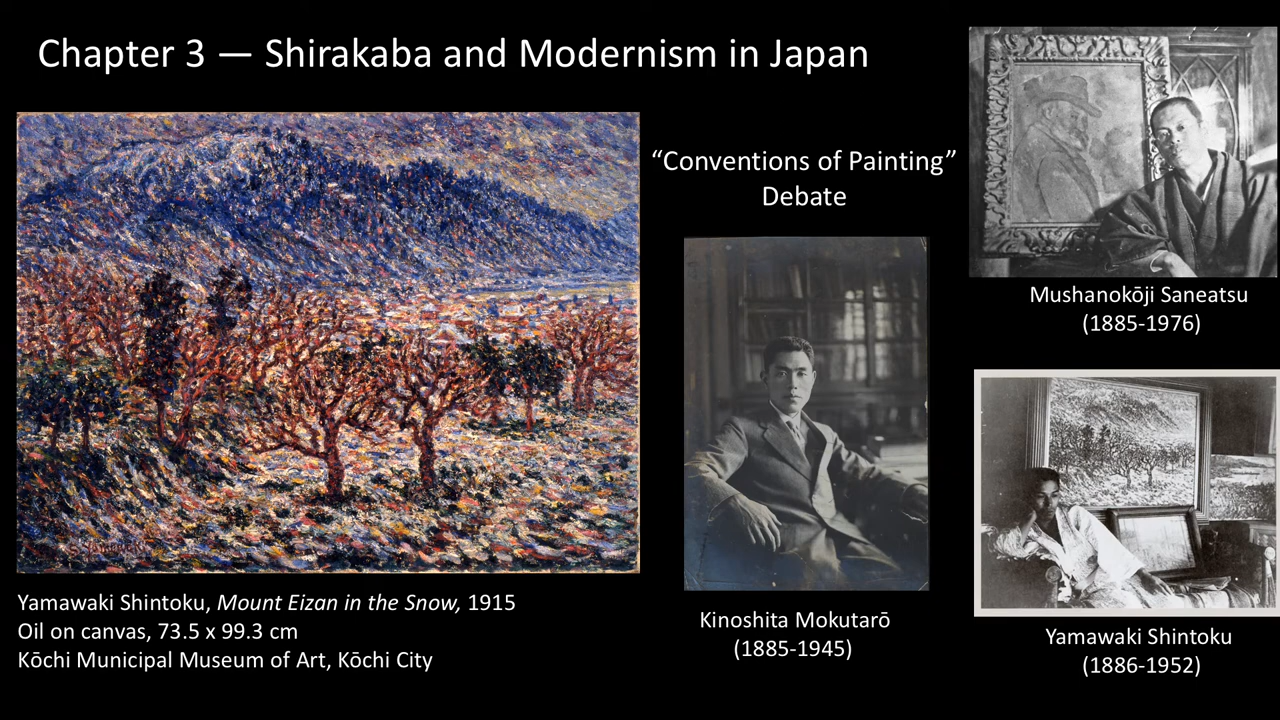 Chapter 3 — Shirakaba and Modernism in Japan
“Conventions of Painting”
Debate
Mushanokōji Saneatsu
(1885-1976)
Yamawaki Shintoku, Mount Eizan in the Snow, 1915
Oil on canvas, 73.5 x 99.3 cm
Kōchi Municipal Museum of Art, Kōchi City
Kinoshita Mokutarō
(1885-1945)
Yamawaki Shintoku
(1886-1952)